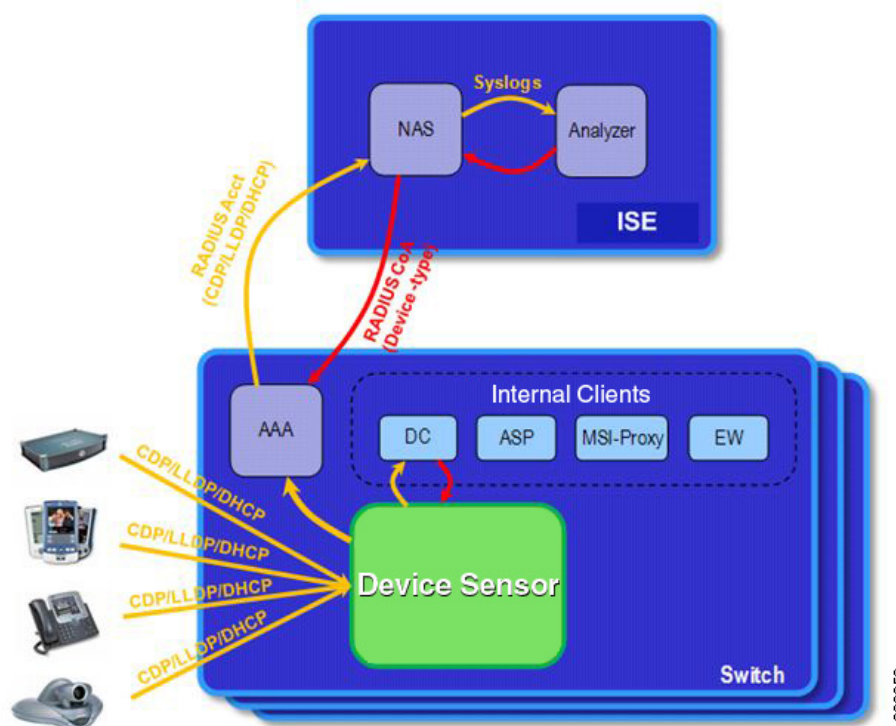 Syslogs
NAS
Analyzer
ISE
RADIUS Acct
(CDP/LLDP/DHCP)
RADIUS CoA
(Device -type)
Internal Clients
AAA
DC
ASP
MSI-Proxy
EW
CDP/LLDP/DHCP
CDP/LLDP/DHCP
CDP/LLDP/DHCP
CDP/LLDP/DHCP
Device Sensor
Switch